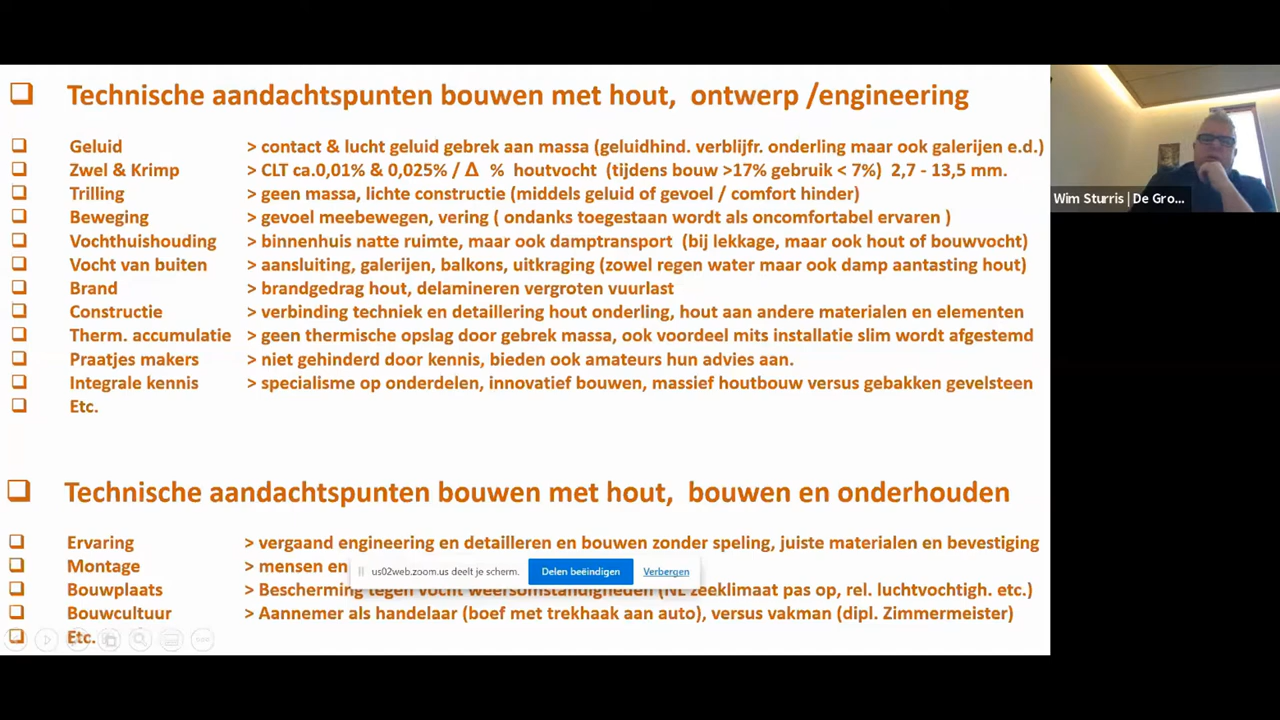 Technische aandachtspunten bouwen met hout, ontwerp /engineering
Geluid > contact & lucht geluid gebrek aan massa (geluidhind. verblijfr. onderling maar ook galerijen e.d.)
Zwel & Krimp > CLT ca.0,01% & 0,025% / Δ % houtvocht (tijdens bouw >17% gebruik < 7%) 2,7 - 13,5 mm.
Trilling > geen massa, lichte constructie (middels geluid of gevoel / comfort hinder)
Beweging > gevoel meebewegen, vering ( ondanks toegestaan wordt als oncomfortabel ervaren )
Vochthuishouding > binnenhuis natte ruimte, maar ook damptransport (bij lekkage, maar ook hout of bouwvocht)
Vocht van buiten > aansluiting, galerijen, balkons, uitkraging (zowel regen water maar ook damp aantasting hout)
Brand > brandgedrag hout, delamineren vergroten vuurlast
Constructie > verbinding techniek en detaillering hout onderling, hout aan andere materialen en elementen
Therm. accumulatie > geen thermische opslag door gebrek massa, ook voordeel mits installatie slim wordt afgestemd
Praatjes makers > niet gehinderd door kennis, bieden ook amateurs hun advies aan.
Integrale kennis > specialisme op onderdelen, innovatief bouwen, massief houtbouw versus gebakken gevelsteen
Etc.
Technische aandachtspunten bouwen met hout, bouwen en onderhouden
Ervaring > vergaand engineering en detailleren en bouwen zonder speling, juiste materialen en bevestiging
Montage > mensen en
us02web.zoom.us deelt je scherm. Delen beëindigen Verbergen
Bouwplaats > Bescherming tegen vocht weersomstandigheden (NL zeeklimaat pas op, rel. luchtvochtigh. etc.)
Bouwcultuur > Aannemer als handelaar (boef met trekhaak aan auto), versus vakman (dipl. Zimmermeister)
Etc.
Wim Sturris | De Gro...